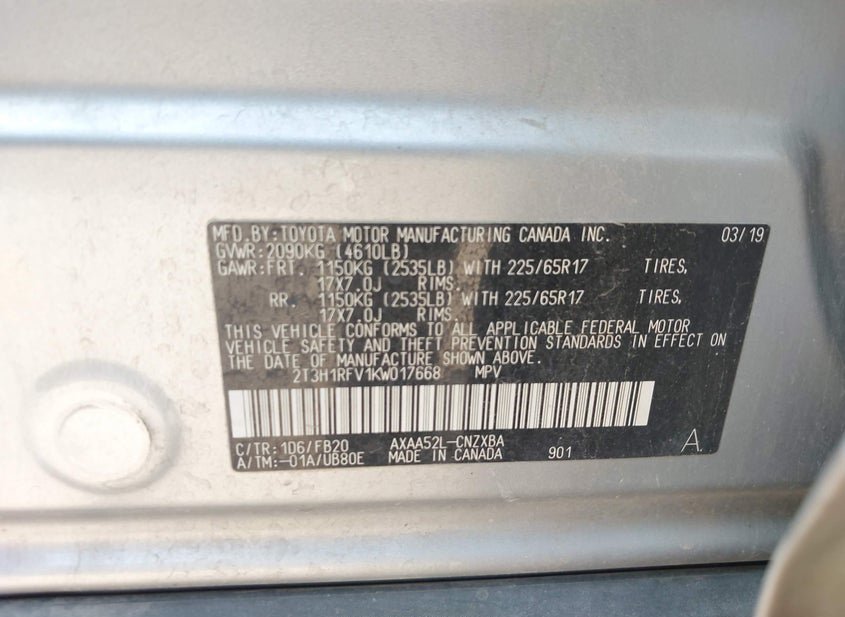 MFD.BY:TOYOTA MOTOR MANUFACTURING CANADA INC. 03/19
GVWR:2090KG (4610LB)
GAWR:FRT. 1150KG (2535LB) WITH 225/65R17 TIRES,
17X7.0J RIMS.
RR. 1150KG (2535LB) WITH 225/65R17 TIRES,
17X7.0J RIMS.
THIS VEHICLE CONFORMS TO ALL APPLICABLE FEDERAL MOTOR
VEHICLE SAFETY AND THEFT PREVENTION STANDARDS IN EFFECT ON
THE DATE OF MANUFACTURE SHOWN ABOVE.
2T3H1RFV1KW017668 MPV
C/TR:1D6/FB20 AXAA52L-CNZXBA
A/TM:-01A/UB80E MADE IN CANADA 901 A